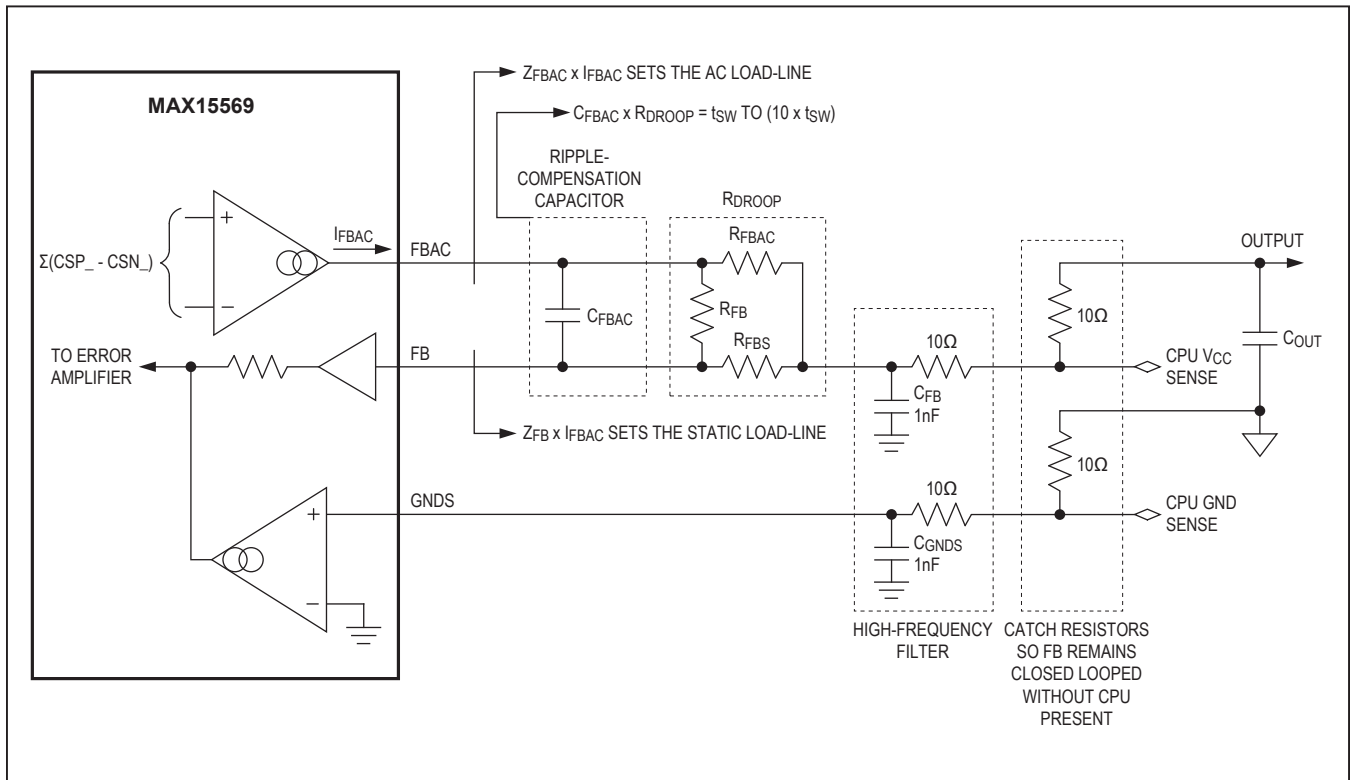 Z_FBAC x I_FBAC SETS THE AC LOAD-LINE
MAX15569
C_FBAC x R_DROOP = t_SW TO (10 x t_SW)
RIPPLE-
COMPENSATION
CAPACITOR
R_DROOP
I_FBAC
FBAC
R_FBAC
OUTPUT
+
Σ(CSP_ - CSN_)
−
C_FBAC
R_FB
R_FBS
10Ω
C_OUT
TO ERROR
AMPLIFIER
FB
10Ω
CPU V_CC
SENSE
C_FB
1nF
Z_FB x I_FBAC SETS THE STATIC LOAD-LINE
10Ω
GNDS
10Ω
CPU GND
SENSE
+
C_GNDS
1nF
−
HIGH-FREQUENCY
FILTER
CATCH RESISTORS
SO FB REMAINS
CLOSED LOOPED
WITHOUT CPU
PRESENT